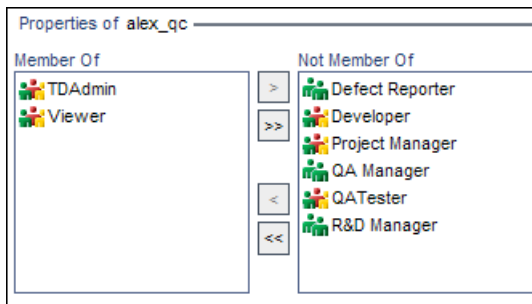 Properties of alex_qc
Member Of
TDAdmin
Viewer
>
>>
<
<<
Not Member Of
Defect Reporter
Developer
Project Manager
QA Manager
QATester
R&D Manager